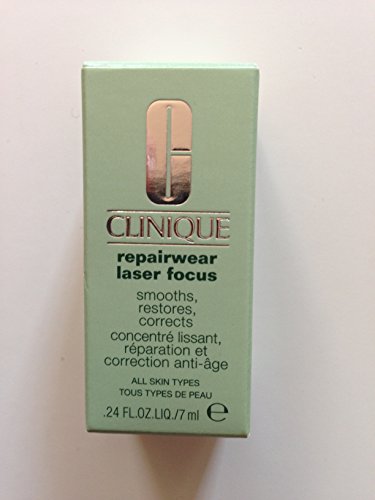 CLINIQUE
repairwear
laser focus
smooths,
restores,
corrects
concentré lissant,
réparation et
correction anti-âge
ALL SKIN TYPES
TOUS TYPES DE PEAU
.24 FL.OZ.LIQ./7 ml ℮